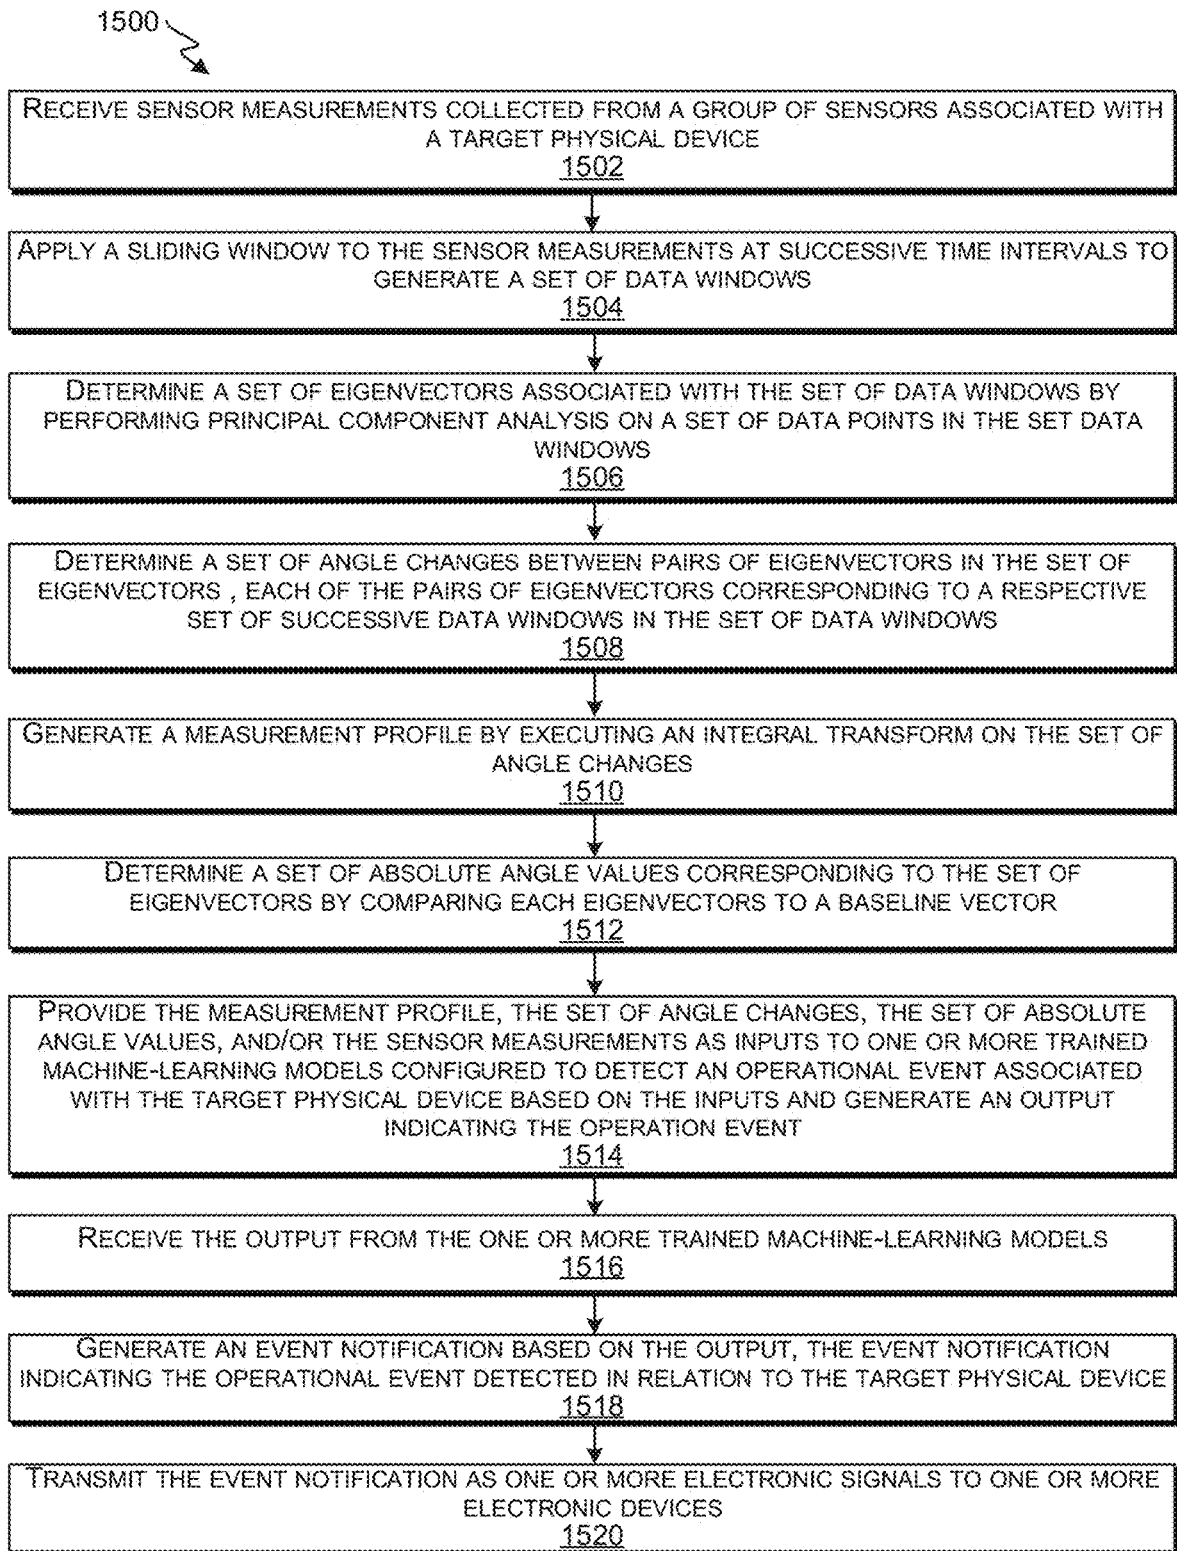 1500
RECEIVE SENSOR MEASUREMENTS COLLECTED FROM A GROUP OF SENSORS ASSOCIATED WITH
A TARGET PHYSICAL DEVICE
1502
APPLY A SLIDING WINDOW TO THE SENSOR MEASUREMENTS AT SUCCESSIVE TIME INTERVALS TO
GENERATE A SET OF DATA WINDOWS
1504
DETERMINE A SET OF EIGENVECTORS ASSOCIATED WITH THE SET OF DATA WINDOWS BY
PERFORMING PRINCIPAL COMPONENT ANALYSIS ON A SET OF DATA POINTS IN THE SET DATA
WINDOWS
1506
DETERMINE A SET OF ANGLE CHANGES BETWEEN PAIRS OF EIGENVECTORS IN THE SET OF
EIGENVECTORS , EACH OF THE PAIRS OF EIGENVECTORS CORRESPONDING TO A RESPECTIVE
SET OF SUCCESSIVE DATA WINDOWS IN THE SET OF DATA WINDOWS
1508
GENERATE A MEASUREMENT PROFILE BY EXECUTING AN INTEGRAL TRANSFORM ON THE SET OF
ANGLE CHANGES
1510
DETERMINE A SET OF ABSOLUTE ANGLE VALUES CORRESPONDING TO THE SET OF
EIGENVECTORS BY COMPARING EACH EIGENVECTORS TO A BASELINE VECTOR
1512
PROVIDE THE MEASUREMENT PROFILE, THE SET OF ANGLE CHANGES, THE SET OF ABSOLUTE
ANGLE VALUES, AND/OR THE SENSOR MEASUREMENTS AS INPUTS TO ONE OR MORE TRAINED
MACHINE-LEARNING MODELS CONFIGURED TO DETECT AN OPERATIONAL EVENT ASSOCIATED
WITH THE TARGET PHYSICAL DEVICE BASED ON THE INPUTS AND GENERATE AN OUTPUT
INDICATING THE OPERATION EVENT
1514
RECEIVE THE OUTPUT FROM THE ONE OR MORE TRAINED MACHINE-LEARNING MODELS
1516
GENERATE AN EVENT NOTIFICATION BASED ON THE OUTPUT, THE EVENT NOTIFICATION
INDICATING THE OPERATIONAL EVENT DETECTED IN RELATION TO THE TARGET PHYSICAL DEVICE
1518
TRANSMIT THE EVENT NOTIFICATION AS ONE OR MORE ELECTRONIC SIGNALS TO ONE OR MORE
ELECTRONIC DEVICES
1520